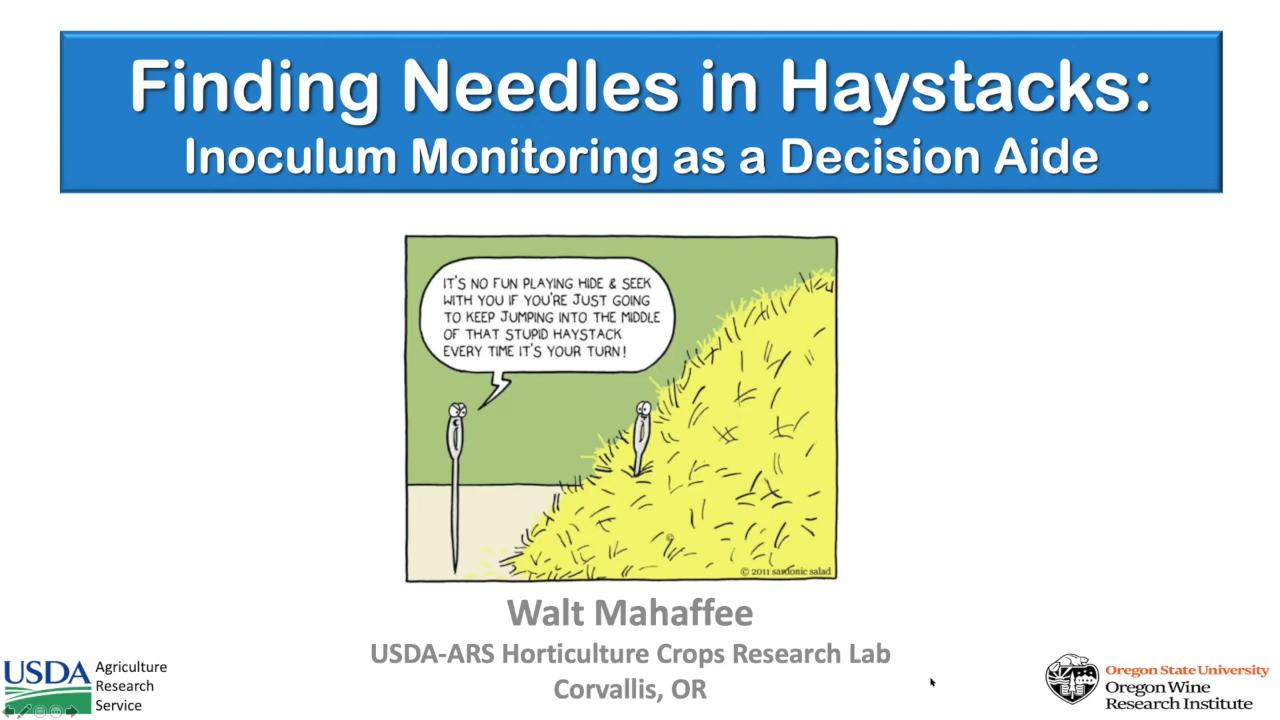 Finding Needles in Haystacks:
Inoculum Monitoring as a Decision Aide
IT'S NO FUN PLAYING HIDE & SEEK
WITH YOU IF YOU'RE JUST GOING
TO KEEP JUMPING INTO THE MIDDLE
OF THAT STUPID HAYSTACK
EVERY TIME IT'S YOUR TURN!
© 2011 sardonic salad
Walt Mahaffee
USDA-ARS Horticulture Crops Research Lab
Corvallis, OR
USDA
Agriculture
Research
Service
Oregon State University
Oregon Wine
Research Institute